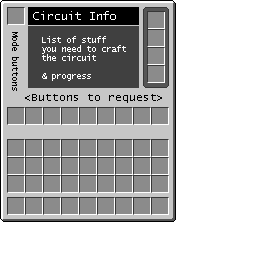 Circuit Info
Mode buttons
List of stuff
you need to craft
the circuit
& progress
<Buttons to request>